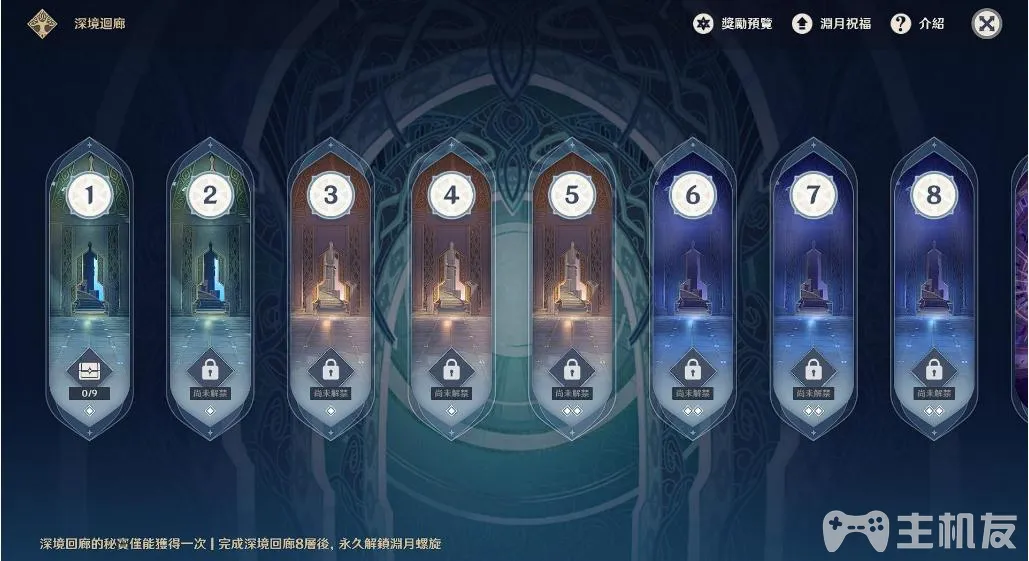 深境迴廊
獎勵預覽
淵月祝福
介紹
1
2
3
4
5
6
7
8
0/9
尚未解禁
尚未解禁
尚未解禁
尚未解禁
尚未解禁
尚未解禁
尚未解禁
深境回廊的秘寶僅能獲得一次 | 完成深境回廊8層後, 永久解鎖淵月螺旋
主机友